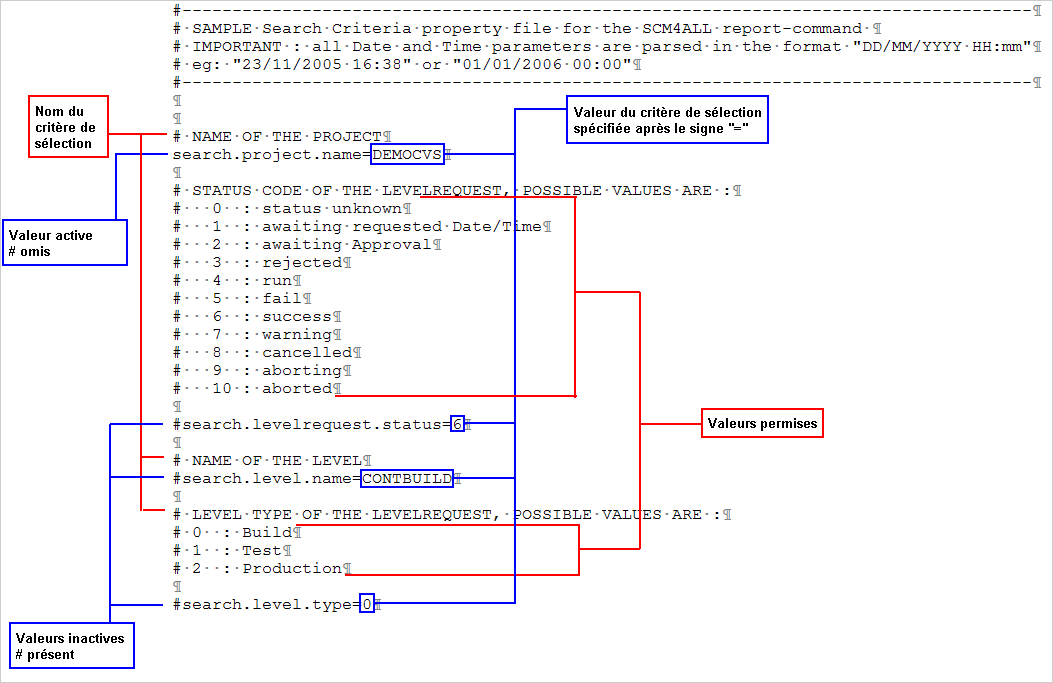 #-------------------------------------------------------------------------------------¶
#·SAMPLE·Search·Criteria·property·file·for·the·SCM4ALL·report-command·¶
#·IMPORTANT·:·all·Date·and·Time·parameters·are·parsed·in·the·format·"DD/MM/YYYY·HH:mm"¶
#·eg:·"23/11/2005·16:38"·or·"01/01/2006·00:00"¶
#-------------------------------------------------------------------------------------¶
¶
¶
Nom du
critère de
sélection
Valeur du critère de sélection
spécifiée après le signe "="
#·NAME·OF·THE·PROJECT¶
search.project.name=DEMOCVS¶
¶
#·STATUS·CODE·OF·THE·LEVELREQUEST,·POSSIBLE·VALUES·ARE·:¶
#···0··:·status·unknown¶
#···1··:·awaiting·requested·Date/Time¶
Valeur active
# omis
#···2··:·awaiting·Approval¶
#···3··:·rejected¶
#···4··:·run¶
#···5··:·fail¶
#···6··:·success¶
#···7··:·warning¶
#···8··:·cancelled¶
#···9··:·aborting¶
#···10·:·aborted¶
¶
#search.levelrequest.status=6¶
Valeurs permises
¶
#·NAME·OF·THE·LEVEL¶
#search.level.name=CONTBUILD¶
¶
#·LEVEL·TYPE·OF·THE·LEVELREQUEST,·POSSIBLE·VALUES·ARE·:¶
#·0··:·Build¶
#·1··:·Test¶
#·2··:·Production¶
¶
#search.level.type=0¶
Valeurs inactives
# présent